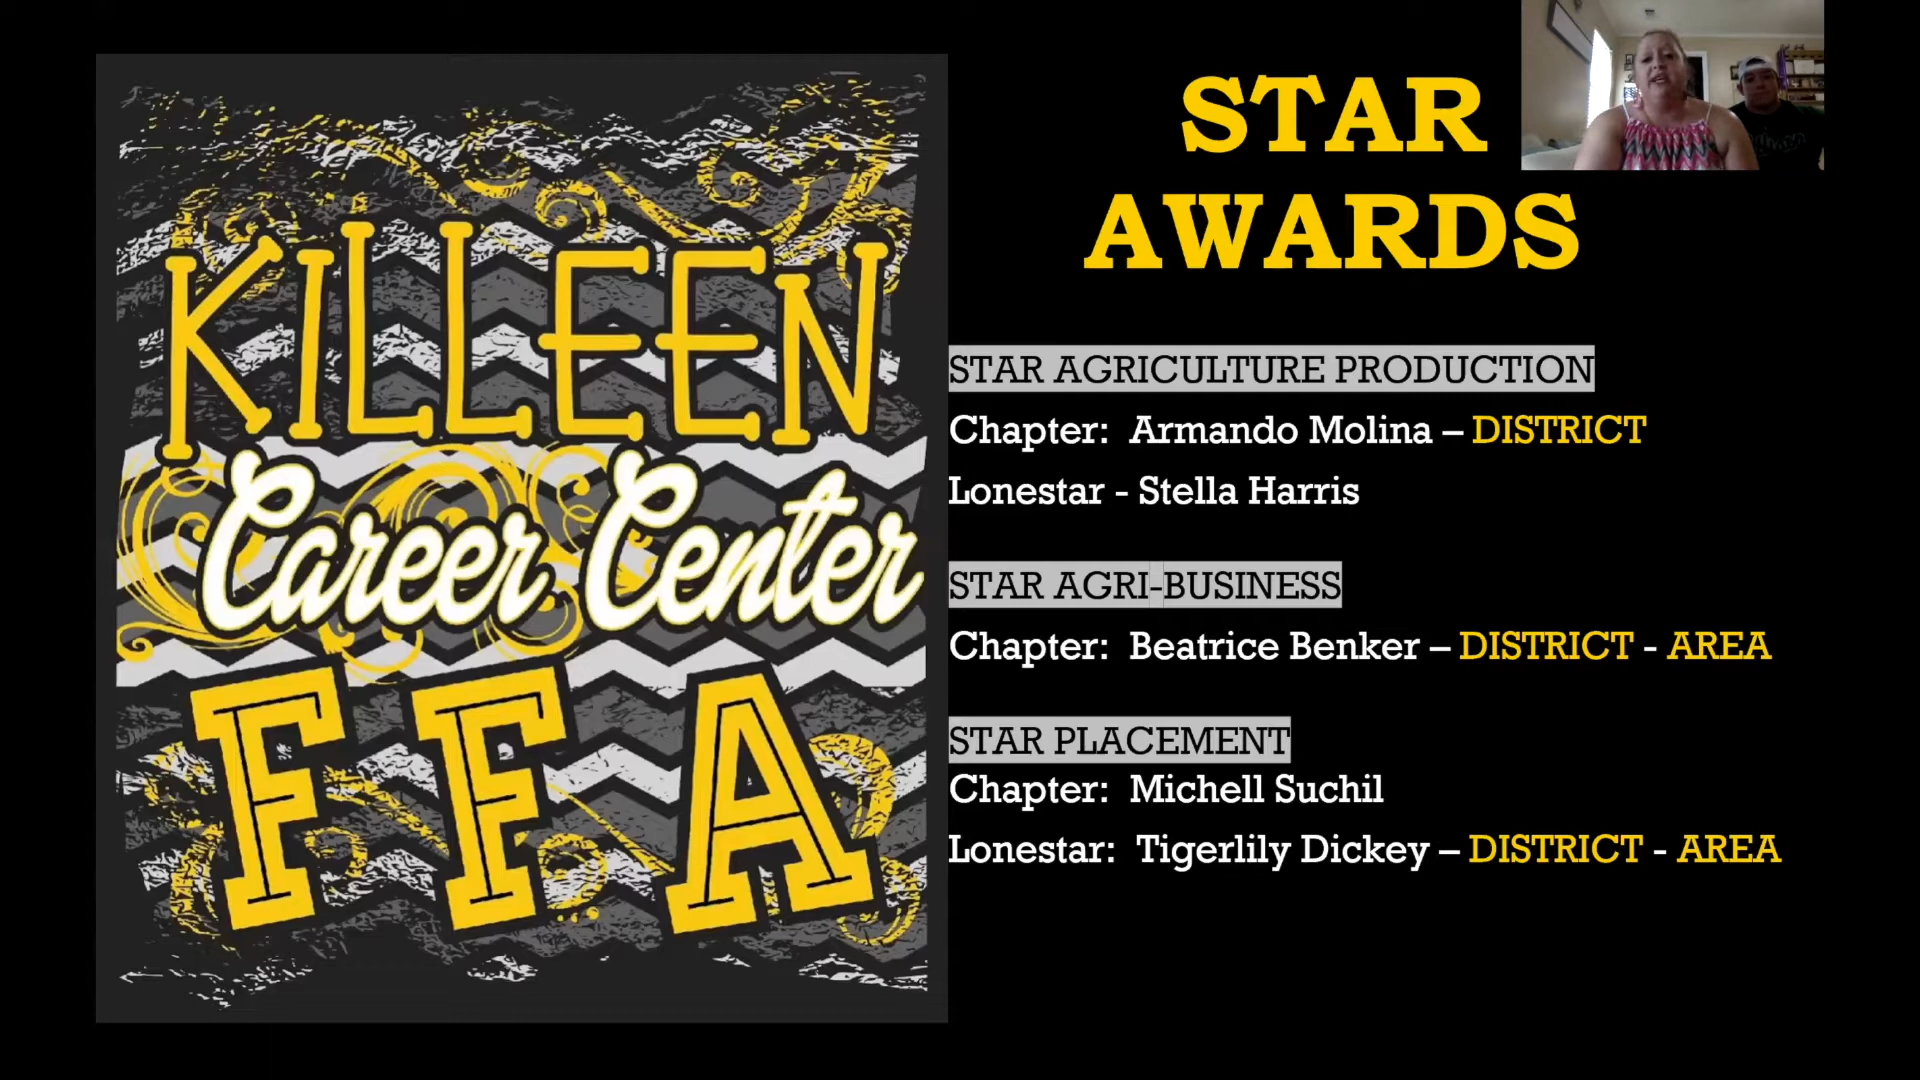 KILLEEN
Career Center
FFA
STAR
AWARDS
STAR AGRICULTURE PRODUCTION
Chapter: Armando Molina – DISTRICT
Lonestar - Stella Harris
STAR AGRI-BUSINESS
Chapter: Beatrice Benker – DISTRICT - AREA
STAR PLACEMENT
Chapter: Michell Suchil
Lonestar: Tigerlily Dickey – DISTRICT - AREA